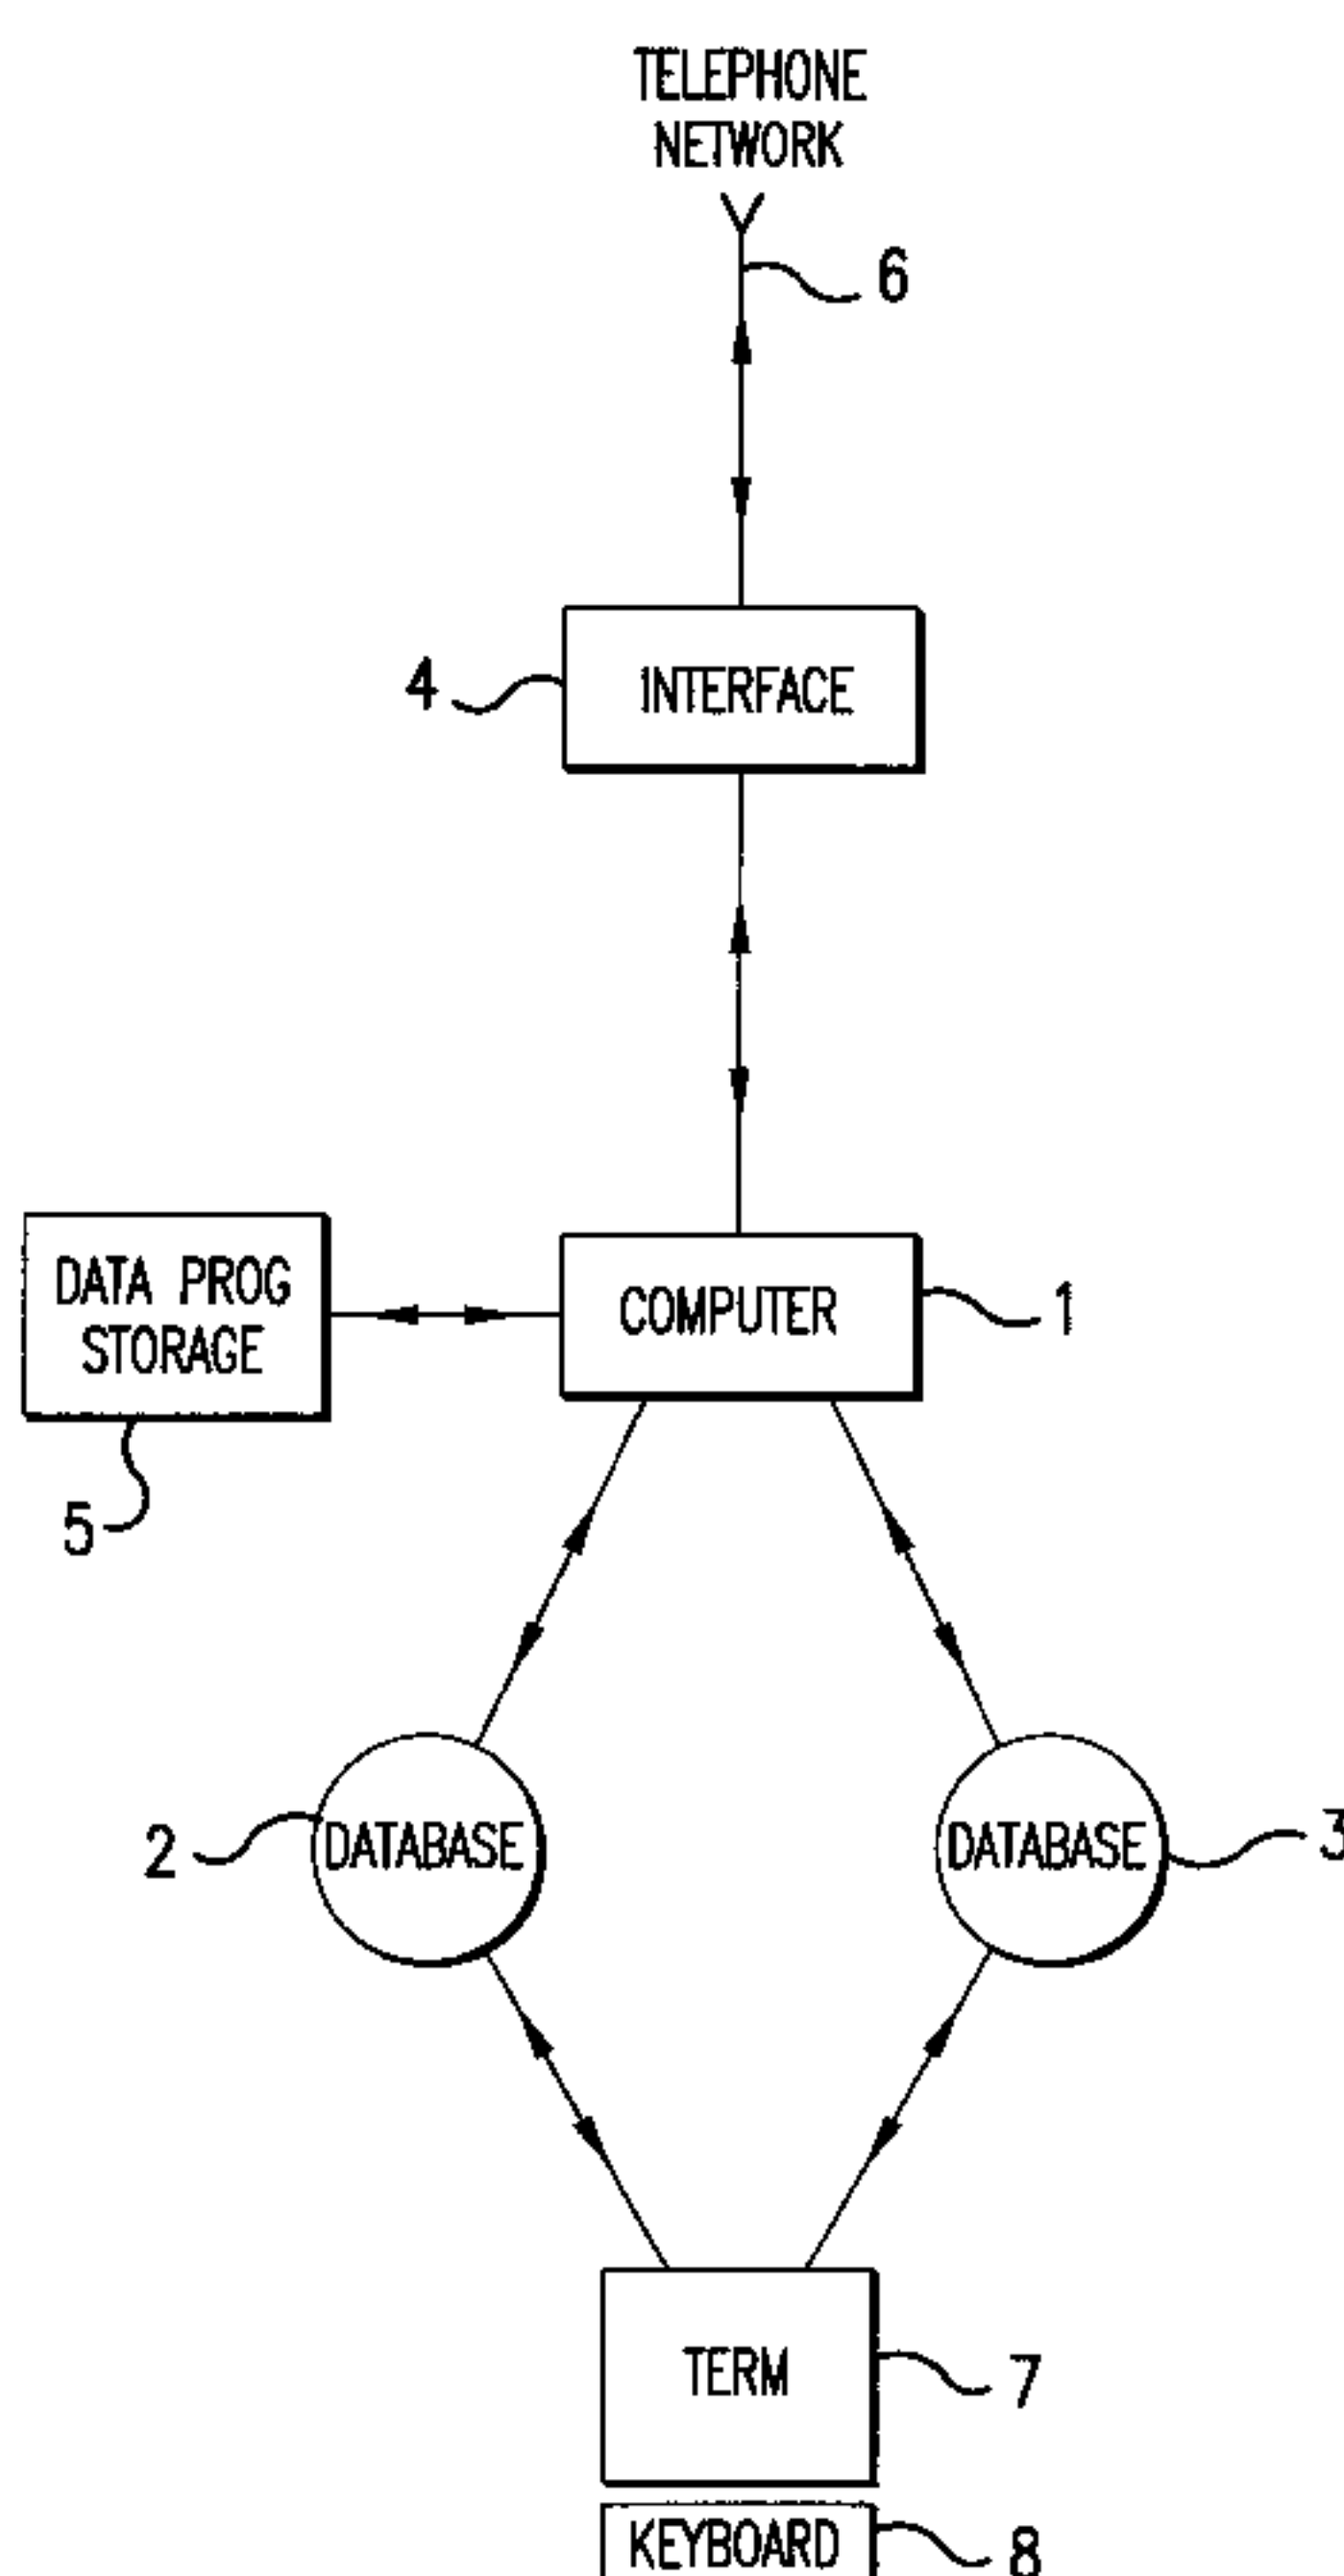 TELEPHONE
NETWORK
6
4
INTERFACE
DATA PROG
STORAGE
COMPUTER
1
5
2
DATABASE
DATABASE
3
TERM
7
KEYBOARD
8